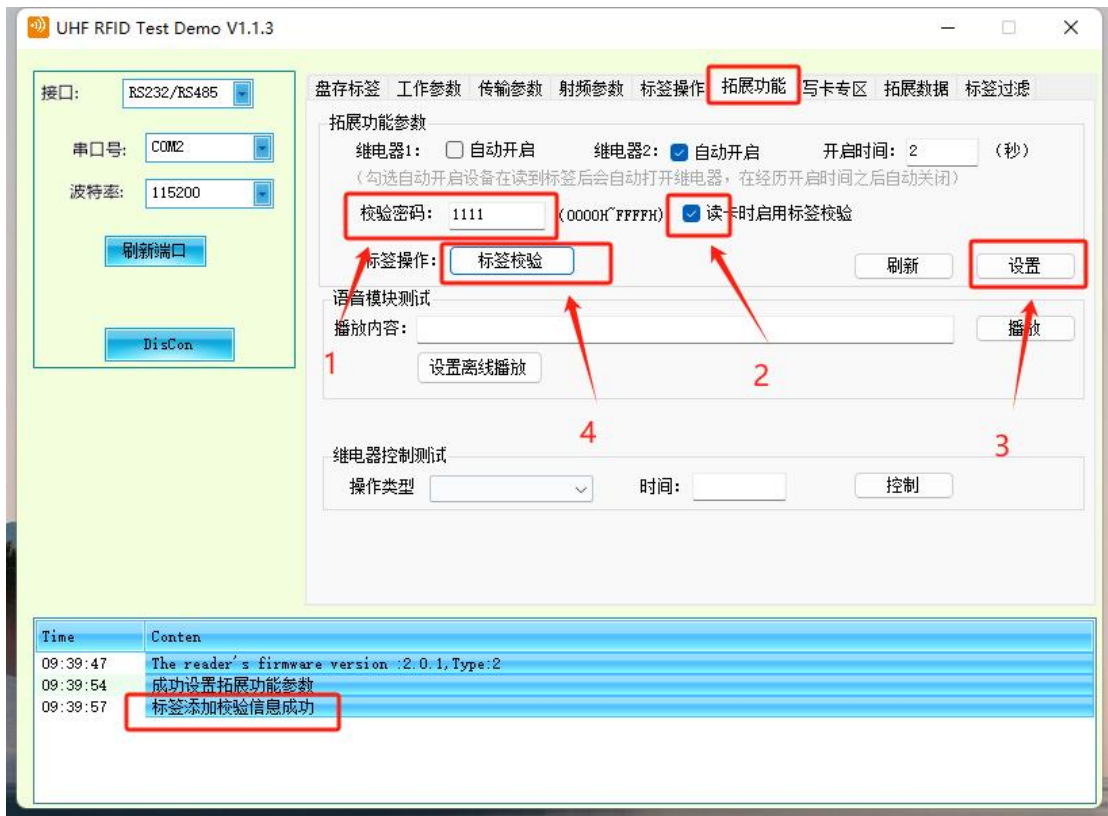 UHF RFID Test Demo V1.1.3
接口: RS232/RS485
串口号: COM2
波特率: 115200
刷新端口
DisCon
盘存标签 工作参数 传输参数 射频参数 标签操作 拓展功能 写卡专区 拓展数据 标签过滤
拓展功能参数
继电器1: 自动开启 继电器2: 自动开启 开启时间: 2 (秒)
(勾选自动开启设备在读到标签后会自动打开继电器，在经历开启时间之后自动关闭)
校验密码: 1111 (0000H~FFFFH) 读卡时启用标签校验
标签操作: 标签校验 刷新 设置
语音模块测试
播放内容: 播放
设置离线播放
1
2
3
4
继电器控制测试
操作类型 时间: 控制
Time Conten
09:39:47 The reader's firmware version :2.0.1,Type:2
09:39:54 成功设置拓展功能参数
09:39:57 标签添加校验信息成功